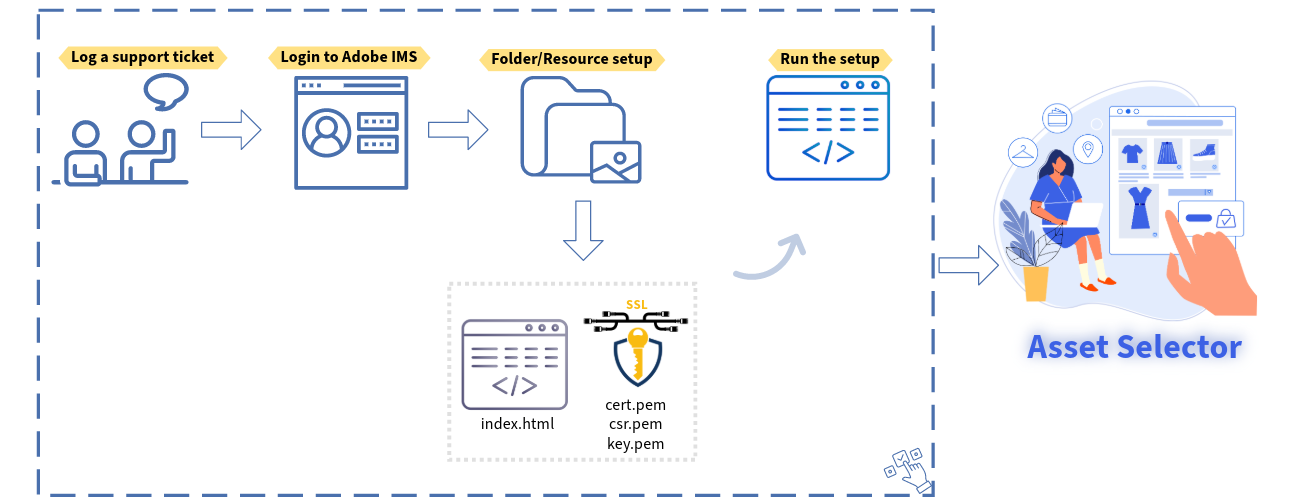 Log a support ticket
Login to Adobe IMS
Folder/Resource setup
Run the setup
SSL
index.html
cert.pem
csr.pem
key.pem
Asset Selector